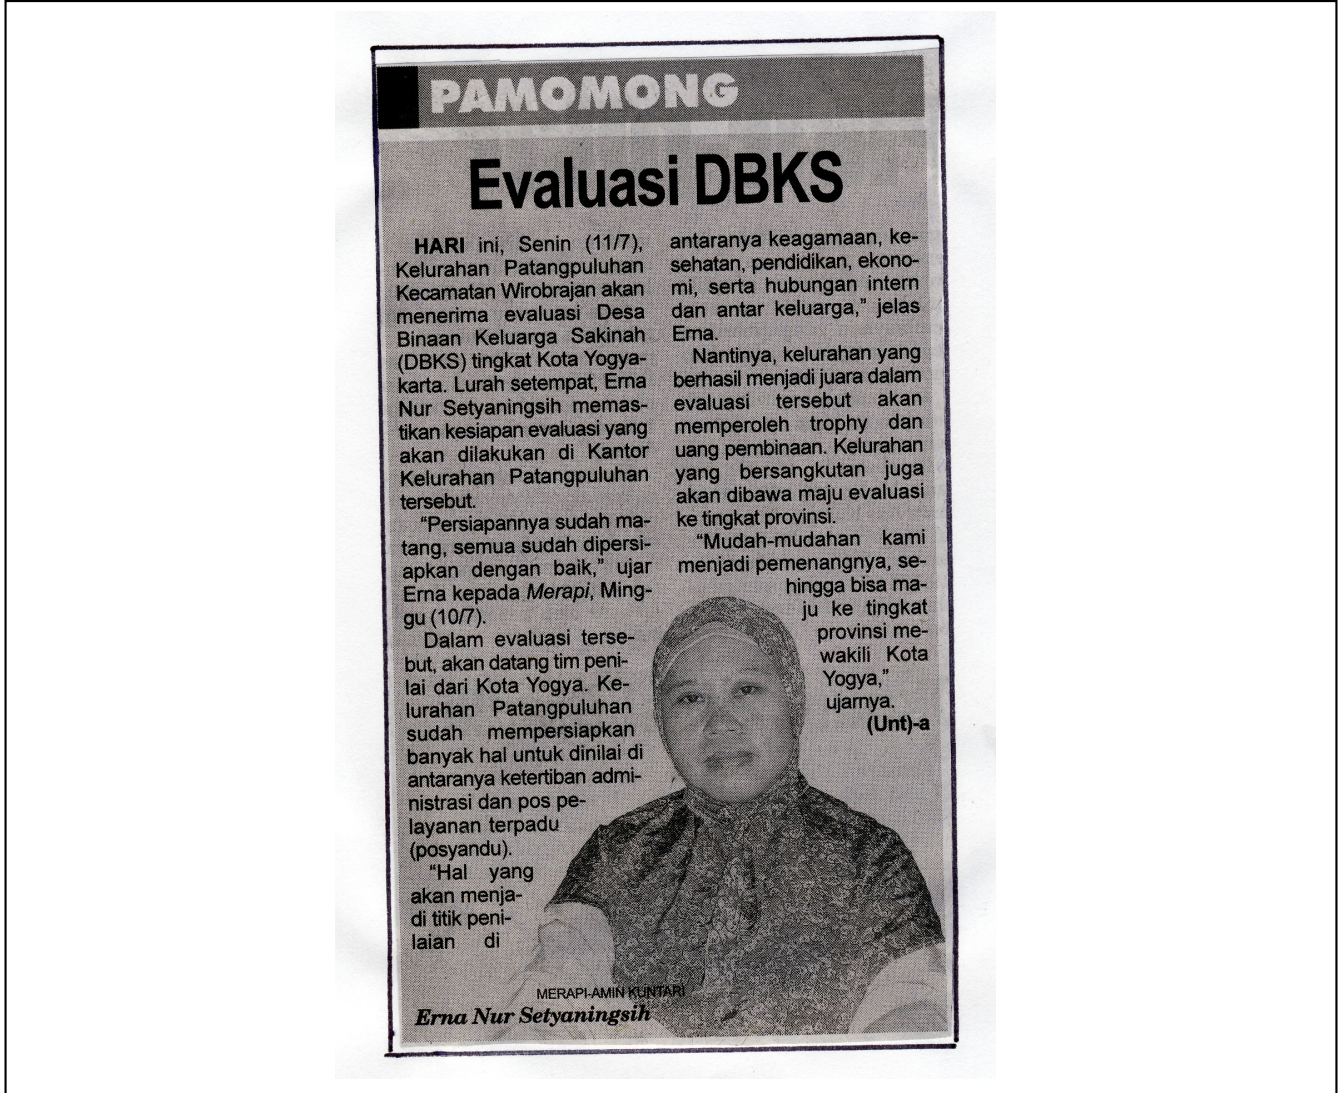 PAMOMONG
Evaluasi DBKS
HARI ini, Senin (11/7),
Kelurahan Patangpuluhan
Kecamatan Wirobrajan akan
menerima evaluasi Desa
Binaan Keluarga Sakinah
(DBKS) tingkat Kota Yogya-
karta. Lurah setempat, Erna
Nur Setyaningsih memas-
tikan kesiapan evaluasi yang
akan dilakukan di Kantor
Kelurahan Patangpuluhan
tersebut.
“Persiapannya sudah ma-
tang, semua sudah dipersi-
apkan dengan baik,” ujar
Erna kepada Merapi, Ming-
gu (10/7).
Dalam evaluasi terse-
but, akan datang tim peni-
lai dari Kota Yogya. Ke-
lurahan Patangpuluhan
sudah mempersiapkan
banyak hal untuk dinilai di
antaranya ketertiban admi-
nistrasi dan pos pe-
layanan terpadu
(posyandu).
“Hal yang
akan menja-
di titik peni-
laian di
antaranya keagamaan, ke-
sehatan, pendidikan, ekono-
mi, serta hubungan intern
dan antar keluarga,” jelas
Erna.
Nantinya, kelurahan yang
berhasil menjadi juara dalam
evaluasi tersebut akan
memperoleh trophy dan
uang pembinaan. Kelurahan
yang bersangkutan juga
akan dibawa maju evaluasi
ke tingkat provinsi.
“Mudah-mudahan kami
menjadi pemenangnya, se-
hingga bisa ma-
ju ke tingkat
provinsi me-
wakili Kota
Yogya,”
ujarnya.
(Unt)-a
MERAPI-AMIN KUNTARI
Erna Nur Setyaningsih